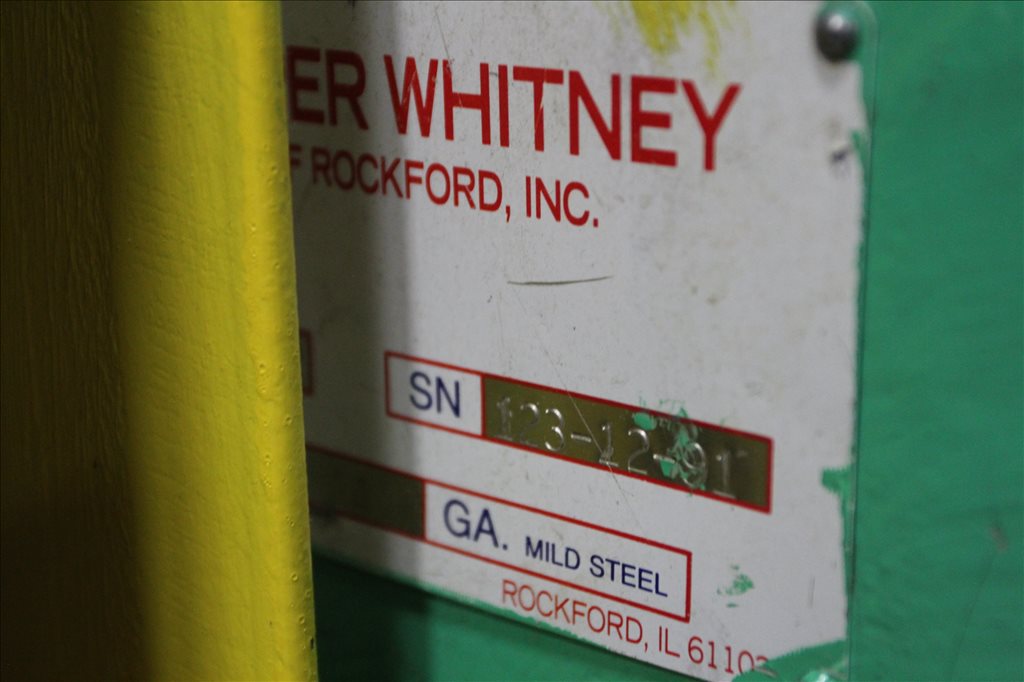 ER WHITNEY
F ROCKFORD, INC.
SN 123-12-91
GA. MILD STEEL
ROCKFORD, IL 6110